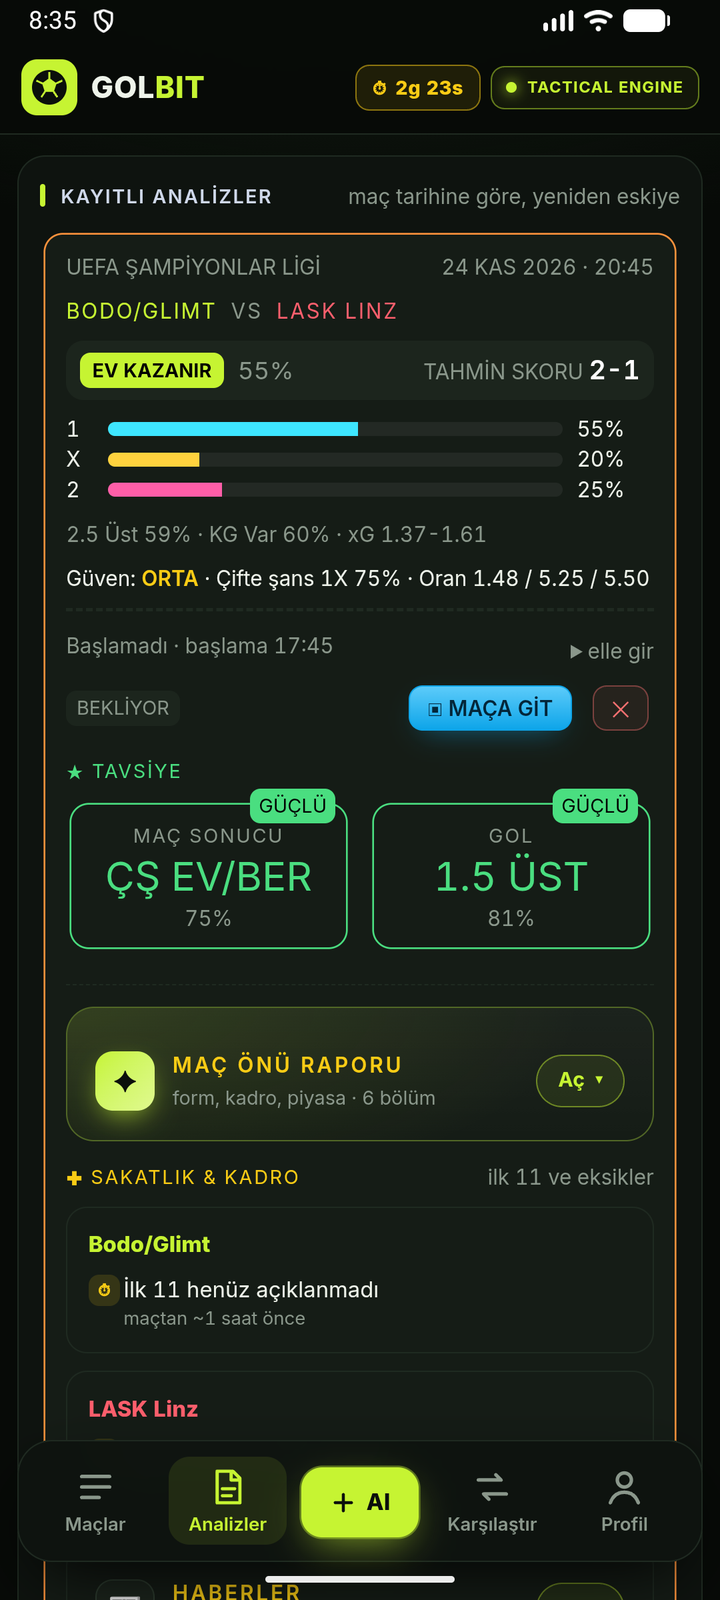 8:35
GOLBIT
2g 23s
TACTICAL ENGINE
KAYITLI ANALİZLER
maç tarihine göre, yeniden eskiye
UEFA ŞAMPİYONLAR LİGİ
24 KAS 2026 · 20:45
BODO/GLIMT VS LASK LINZ
EV KAZANIR 55%
TAHMİN SKORU 2-1
1 55%
X 20%
2 25%
2.5 Üst 59% · KG Var 60% · xG 1.37-1.61
Güven: ORTA · Çifte şans 1X 75% · Oran 1.48 / 5.25 / 5.50
Başlamadı · başlama 17:45
▶ elle gir
BEKLİYOR
MAÇA GİT
★ TAVSİYE
GÜÇLÜ
MAÇ SONUCU
ÇŞ EV/BER
75%
GÜÇLÜ
GOL
1.5 ÜST
81%
MAÇ ÖNÜ RAPORU
form, kadro, piyasa · 6 bölüm
Aç ▾
SAKATLIK & KADRO
ilk 11 ve eksikler
Bodo/Glimt
İlk 11 henüz açıklanmadı
maçtan ~1 saat önce
LASK Linz
Maçlar
Analizler
+ AI
Karşılaştır
Profil
HABERLER